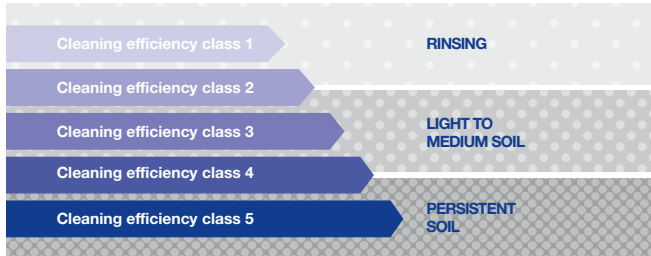 Cleaning efficiency class 1
RINSING
Cleaning efficiency class 2
Cleaning efficiency class 3
LIGHT TO
MEDIUM SOIL
Cleaning efficiency class 4
Cleaning efficiency class 5
PERSISTENT
SOIL